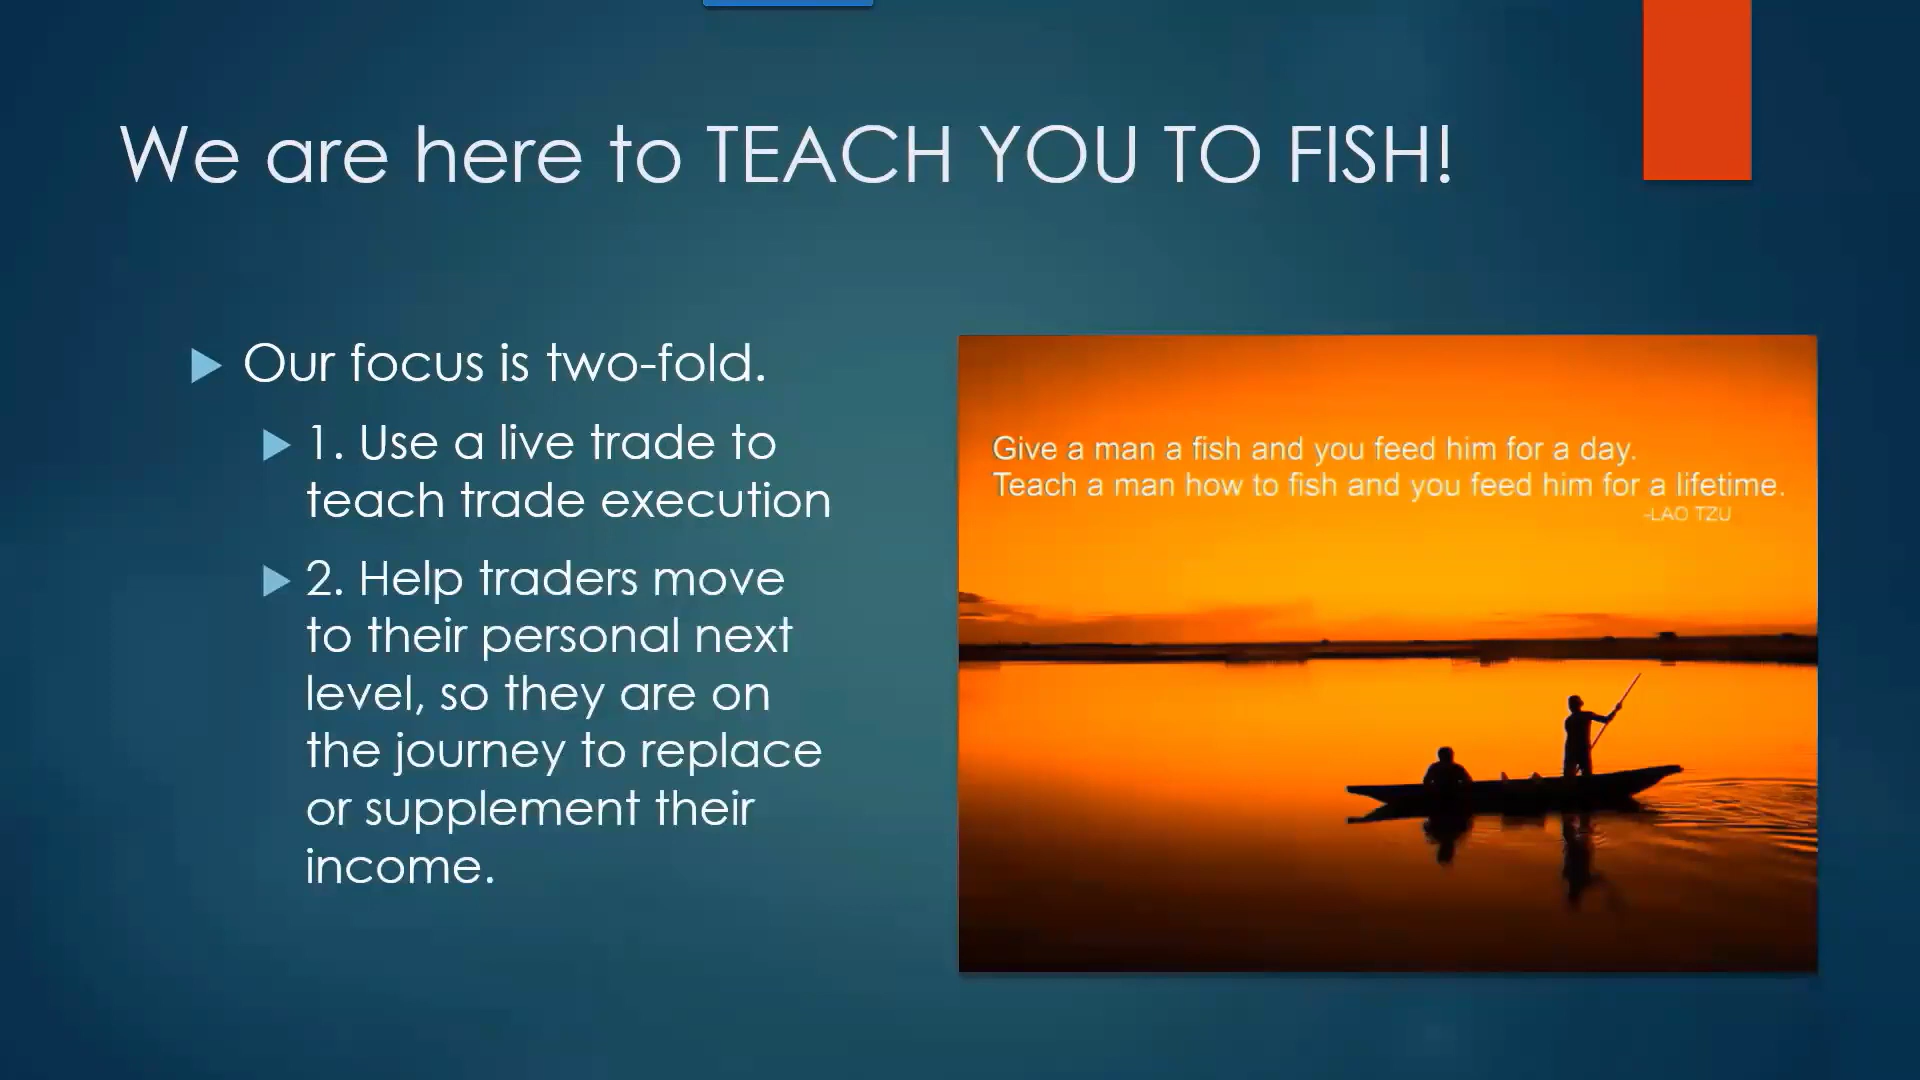 We are here to TEACH YOU TO FISH!
Our focus is two-fold.
1. Use a live trade to
teach trade execution
2. Help traders move
to their personal next
level, so they are on
the journey to replace
or supplement their
income.
Give a man a fish and you feed him for a day.
Teach a man how to fish and you feed him for a lifetime.
-LAO TZU